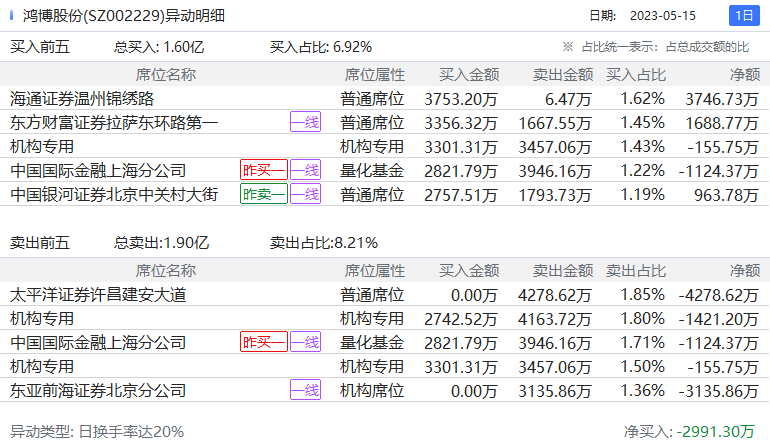 鸿博股份(SZ002229)异动明细 日期: 2023-05-15 1日
买入前五 总买入: 1.60亿 买入占比: 6.92% ※ 占比统一表示：占总成交额的比
席位名称 席位属性 买入金额 卖出金额 买入占比 净额
海通证券温州锦绣路 普通席位 3753.20万 6.47万 1.62% 3746.73万
东方财富证券拉萨东环路第一 一线 普通席位 3356.32万 1667.55万 1.45% 1688.77万
机构专用 机构专用 3301.31万 3457.06万 1.43% -155.75万
中国国际金融上海分公司 昨买一 一线 量化基金 2821.79万 3946.16万 1.22% -1124.37万
中国银河证券北京中关村大街 昨卖一 一线 普通席位 2757.51万 1793.73万 1.19% 963.78万
卖出前五 总卖出:1.90亿 卖出占比:8.21%
席位名称 席位属性 买入金额 卖出金额 卖出占比 净额
太平洋证券许昌建安大道 普通席位 0.00万 4278.62万 1.85% -4278.62万
机构专用 机构专用 2742.52万 4163.72万 1.80% -1421.20万
中国国际金融上海分公司 昨买一 一线 量化基金 2821.79万 3946.16万 1.71% -1124.37万
机构专用 机构专用 3301.31万 3457.06万 1.50% -155.75万
东亚前海证券北京分公司 一线 机构席位 0.00万 3135.86万 1.36% -3135.86万
异动类型: 日换手率达20% 净买入: -2991.30万